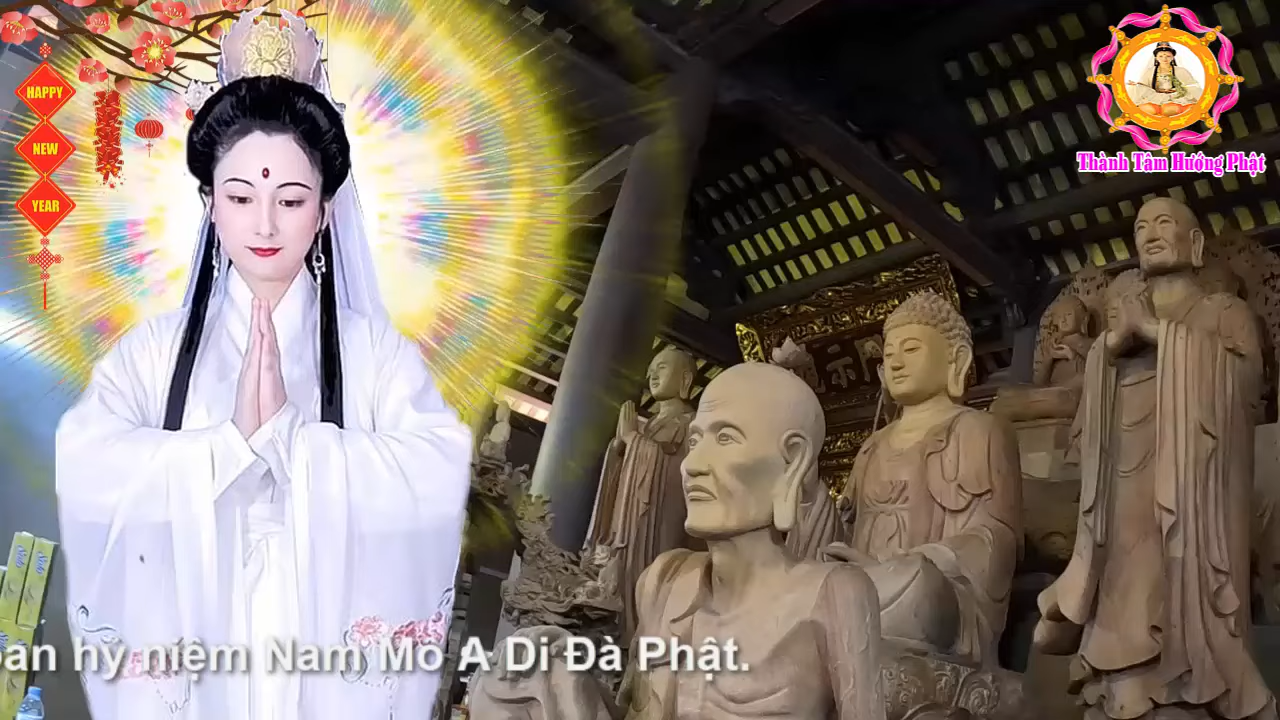 HAPPY
NEW
YEAR
Thành Tâm Hướng Phật
hỷ niệm Nam Mô A Di Đà Phật.